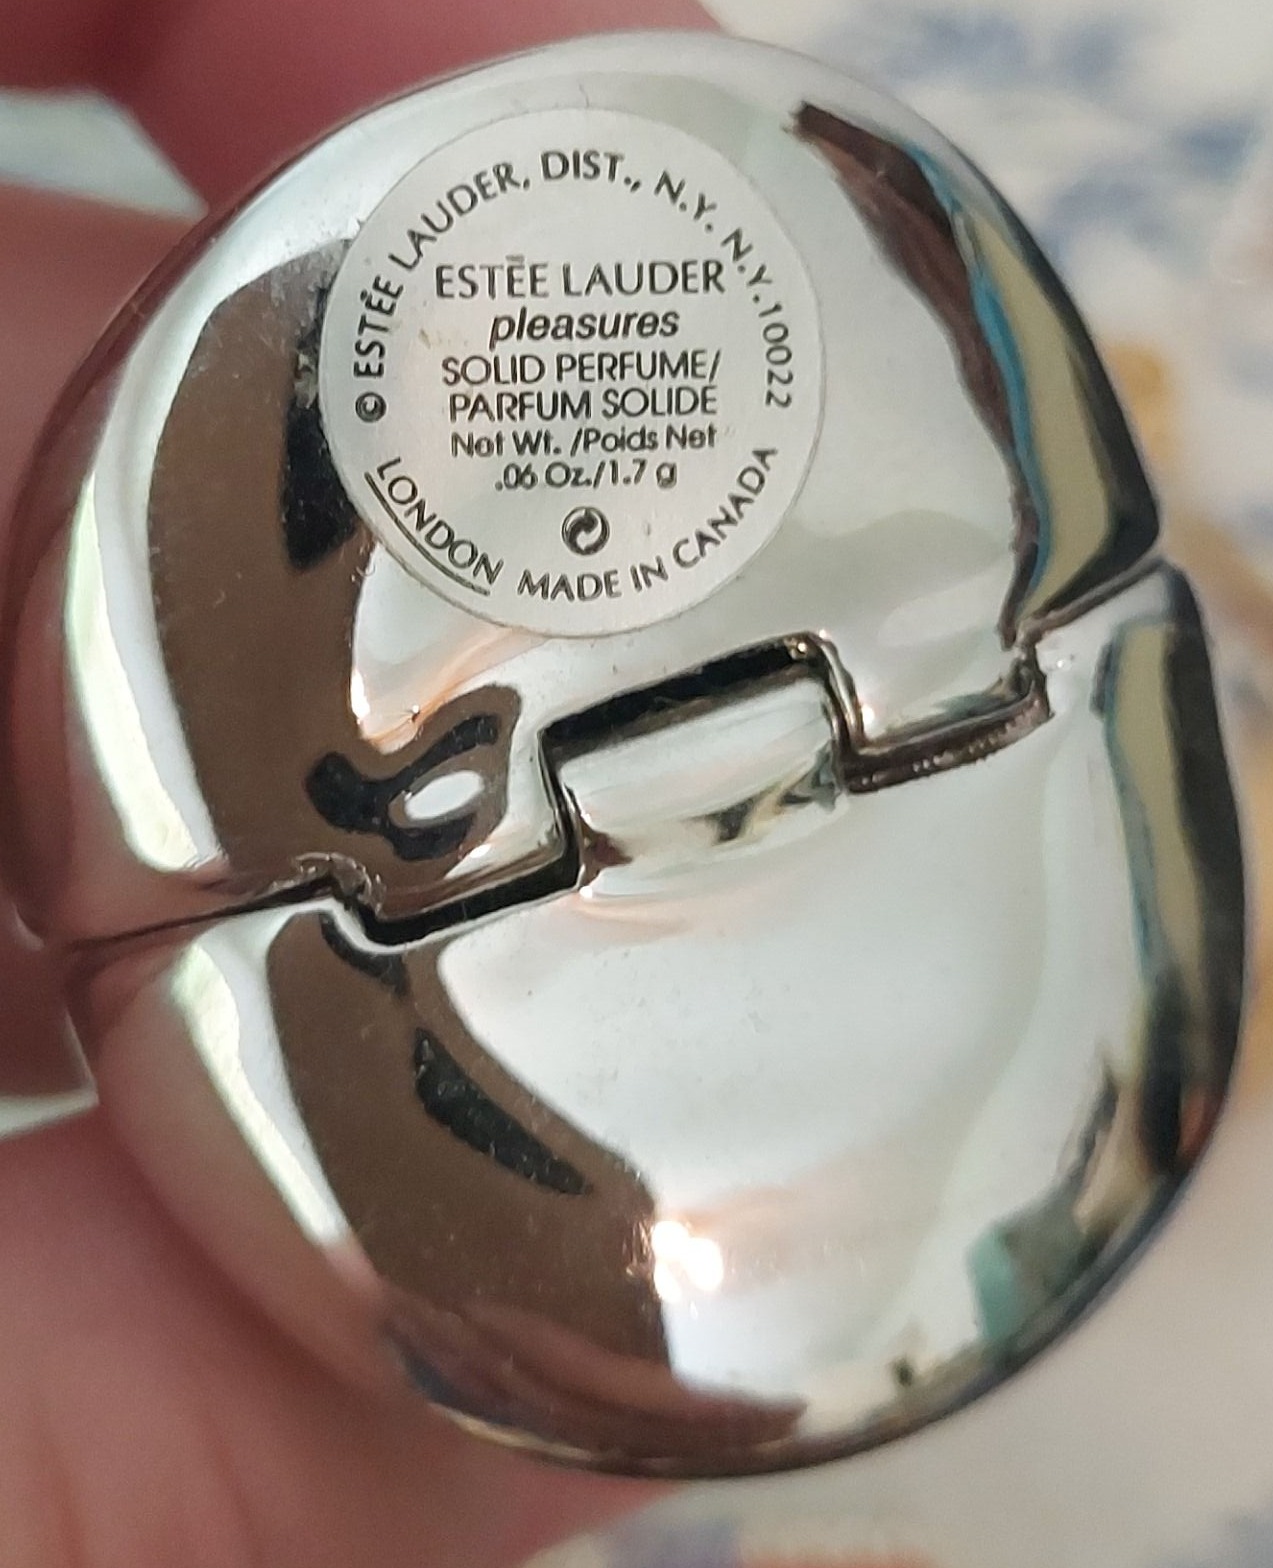 © ESTĒE LAUDER, DIST., N.Y. N.Y. 10022
ESTĒE LAUDER
pleasures
SOLID PERFUME/
PARFUM SOLIDE
Net Wt. /Poids Net
.06 Oz./1.7 g
LONDON MADE IN CANADA